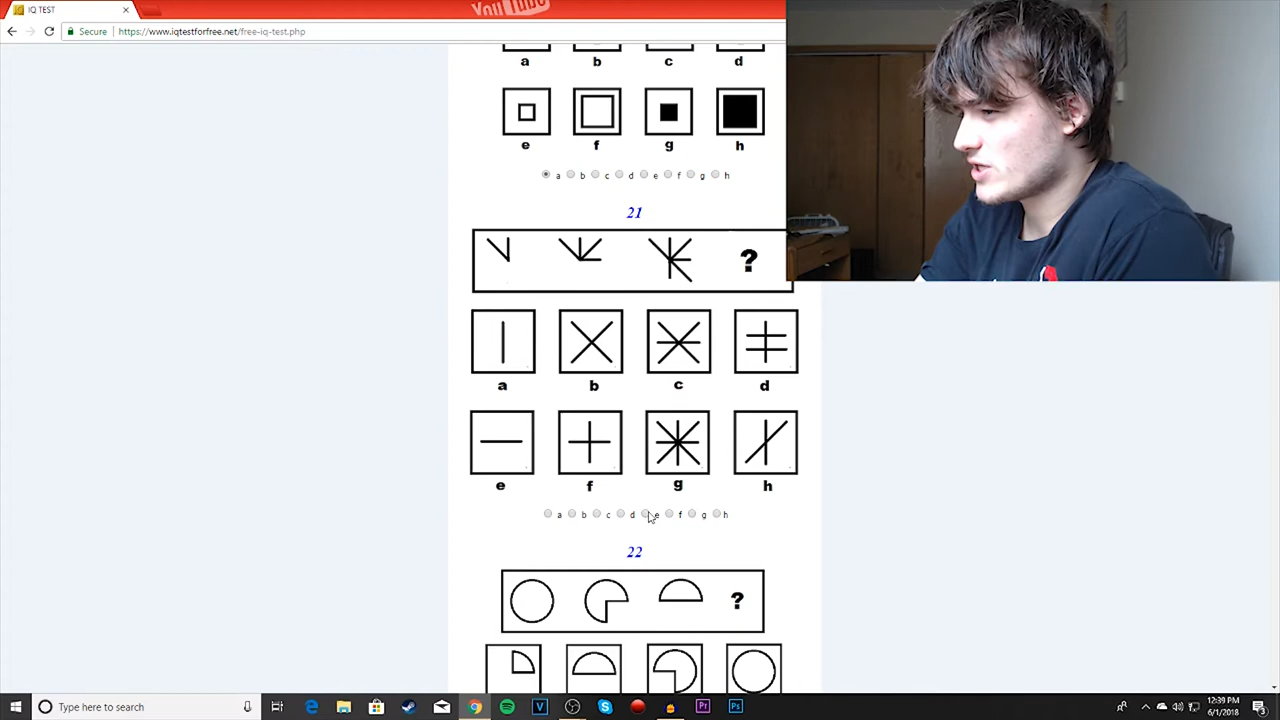 IQ TEST
YouTube
Secure https://www.iqtestforfree.net/free-iq-test.php
a b c d
e f g h
a b c d e f g h
21
?
a b c d
e f g h
a b c d e f g h
22
?
Type here to search
12:39 PM
6/1/2018